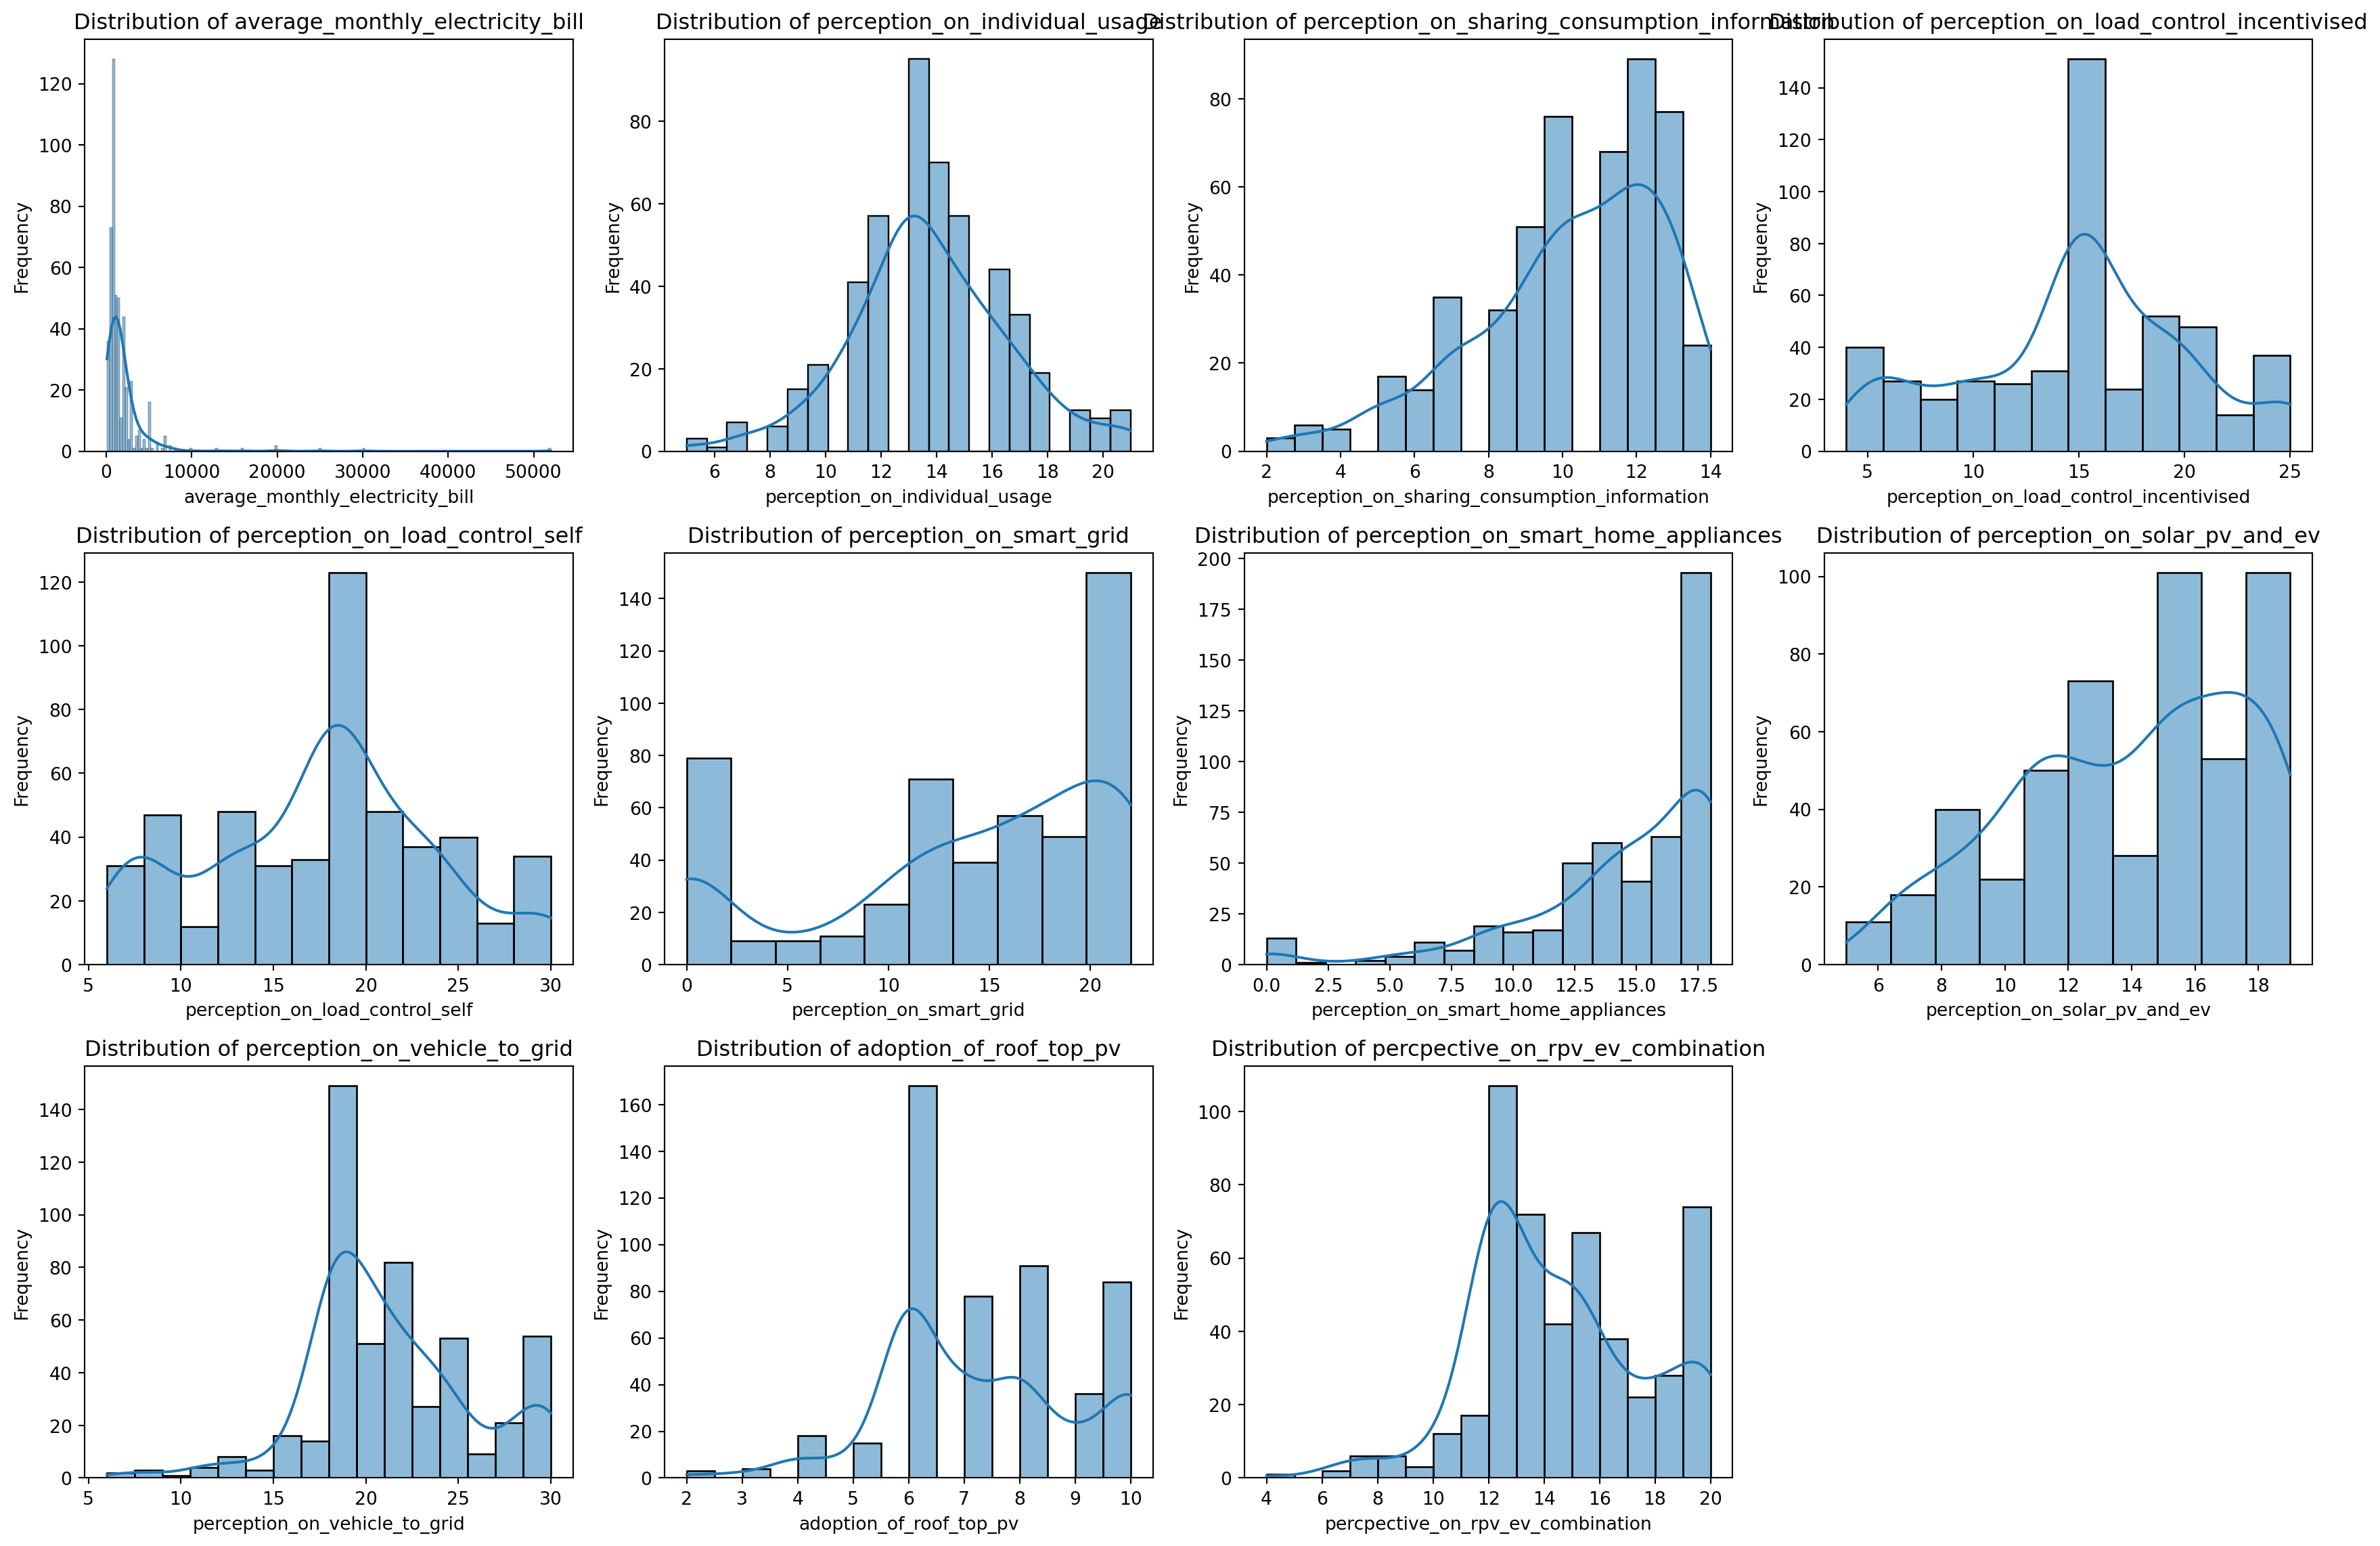 Distribution of average_monthly_electricity_bill
Frequency
120
100
80
60
40
20
0
0 10000 20000 30000 40000 50000
average_monthly_electricity_bill
Distribution of perception_on_individual_usage
Frequency
80
60
40
20
0
6 8 10 12 14 16 18 20
perception_on_individual_usage
Distribution of perception_on_sharing_consumption_information
Frequency
80
60
40
20
0
2 4 6 8 10 12 14
perception_on_sharing_consumption_information
Distribution of perception_on_load_control_incentivised
Frequency
140
120
100
80
60
40
20
0
5 10 15 20 25
perception_on_load_control_incentivised
Distribution of perception_on_load_control_self
Frequency
120
100
80
60
40
20
0
5 10 15 20 25 30
perception_on_load_control_self
Distribution of perception_on_smart_grid
Frequency
140
120
100
80
60
40
20
0
0 5 10 15 20
perception_on_smart_grid
Distribution of perception_on_smart_home_appliances
Frequency
200
175
150
125
100
75
50
25
0
0.0 2.5 5.0 7.5 10.0 12.5 15.0 17.5
perception_on_smart_home_appliances
Distribution of perception_on_solar_pv_and_ev
Frequency
100
80
60
40
20
0
6 8 10 12 14 16 18
perception_on_solar_pv_and_ev
Distribution of perception_on_vehicle_to_grid
Frequency
140
120
100
80
60
40
20
0
5 10 15 20 25 30
perception_on_vehicle_to_grid
Distribution of adoption_of_roof_top_pv
Frequency
160
140
120
100
80
60
40
20
0
2 3 4 5 6 7 8 9 10
adoption_of_roof_top_pv
Distribution of percpective_on_rpv_ev_combination
Frequency
100
80
60
40
20
0
4 6 8 10 12 14 16 18 20
percpective_on_rpv_ev_combination